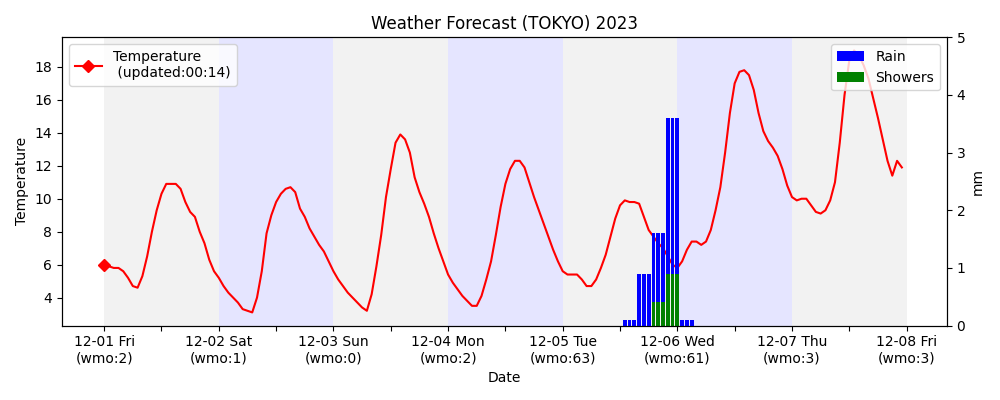 Weather Forecast (TOKYO) 2023
Temperature
(updated:00:14)
Rain
Showers
18
16
14
12
10
8
6
4
Temperature
5
4
3
2
1
0
mm
12-01 Fri
(wmo:2)
12-02 Sat
(wmo:1)
12-03 Sun
(wmo:0)
12-04 Mon
(wmo:2)
12-05 Tue
(wmo:63)
12-06 Wed
(wmo:61)
12-07 Thu
(wmo:3)
12-08 Fri
(wmo:3)
Date